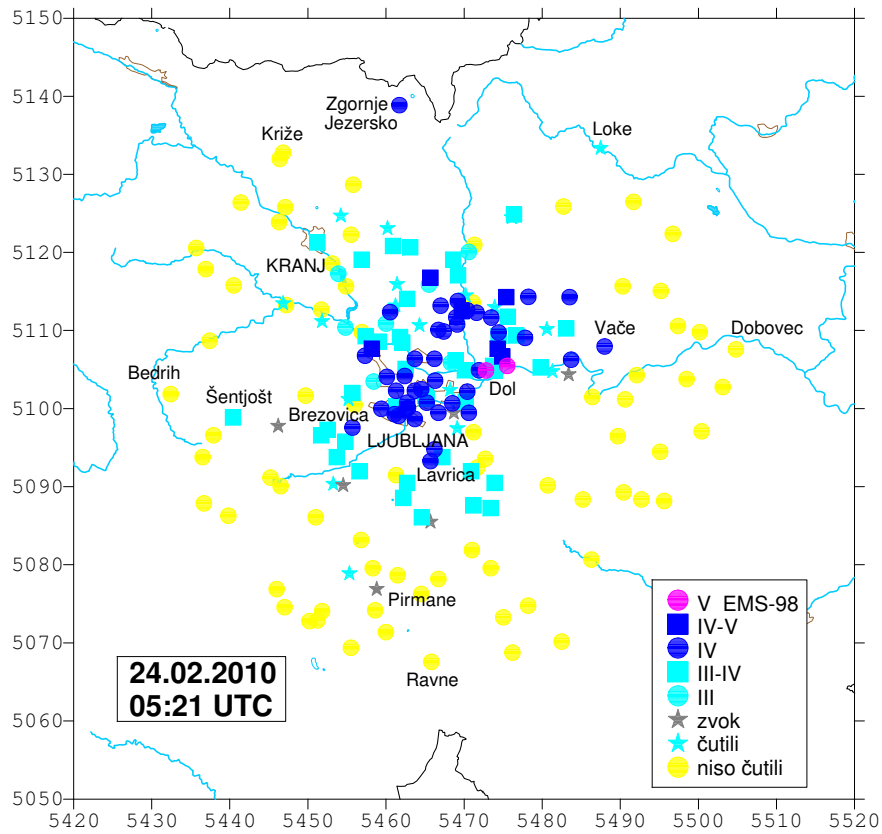 5150
5140
5130
5120
5110
5100
5090
5080
5070
5060
5050
Zgornje
Jezersko
Loke
Križe
KRANJ
Vače
Dobovec
Bedrih
Dol
Šentjošt
Brezovica
LJUBLJANA
Lavrica
Pirmane
Ravne
24.02.2010
05:21 UTC
V EMS-98
IV-V
IV
III-IV
III
zvok
čutili
niso čutili
5420 5430 5440 5450 5460 5470 5480 5490 5500 5510 5520